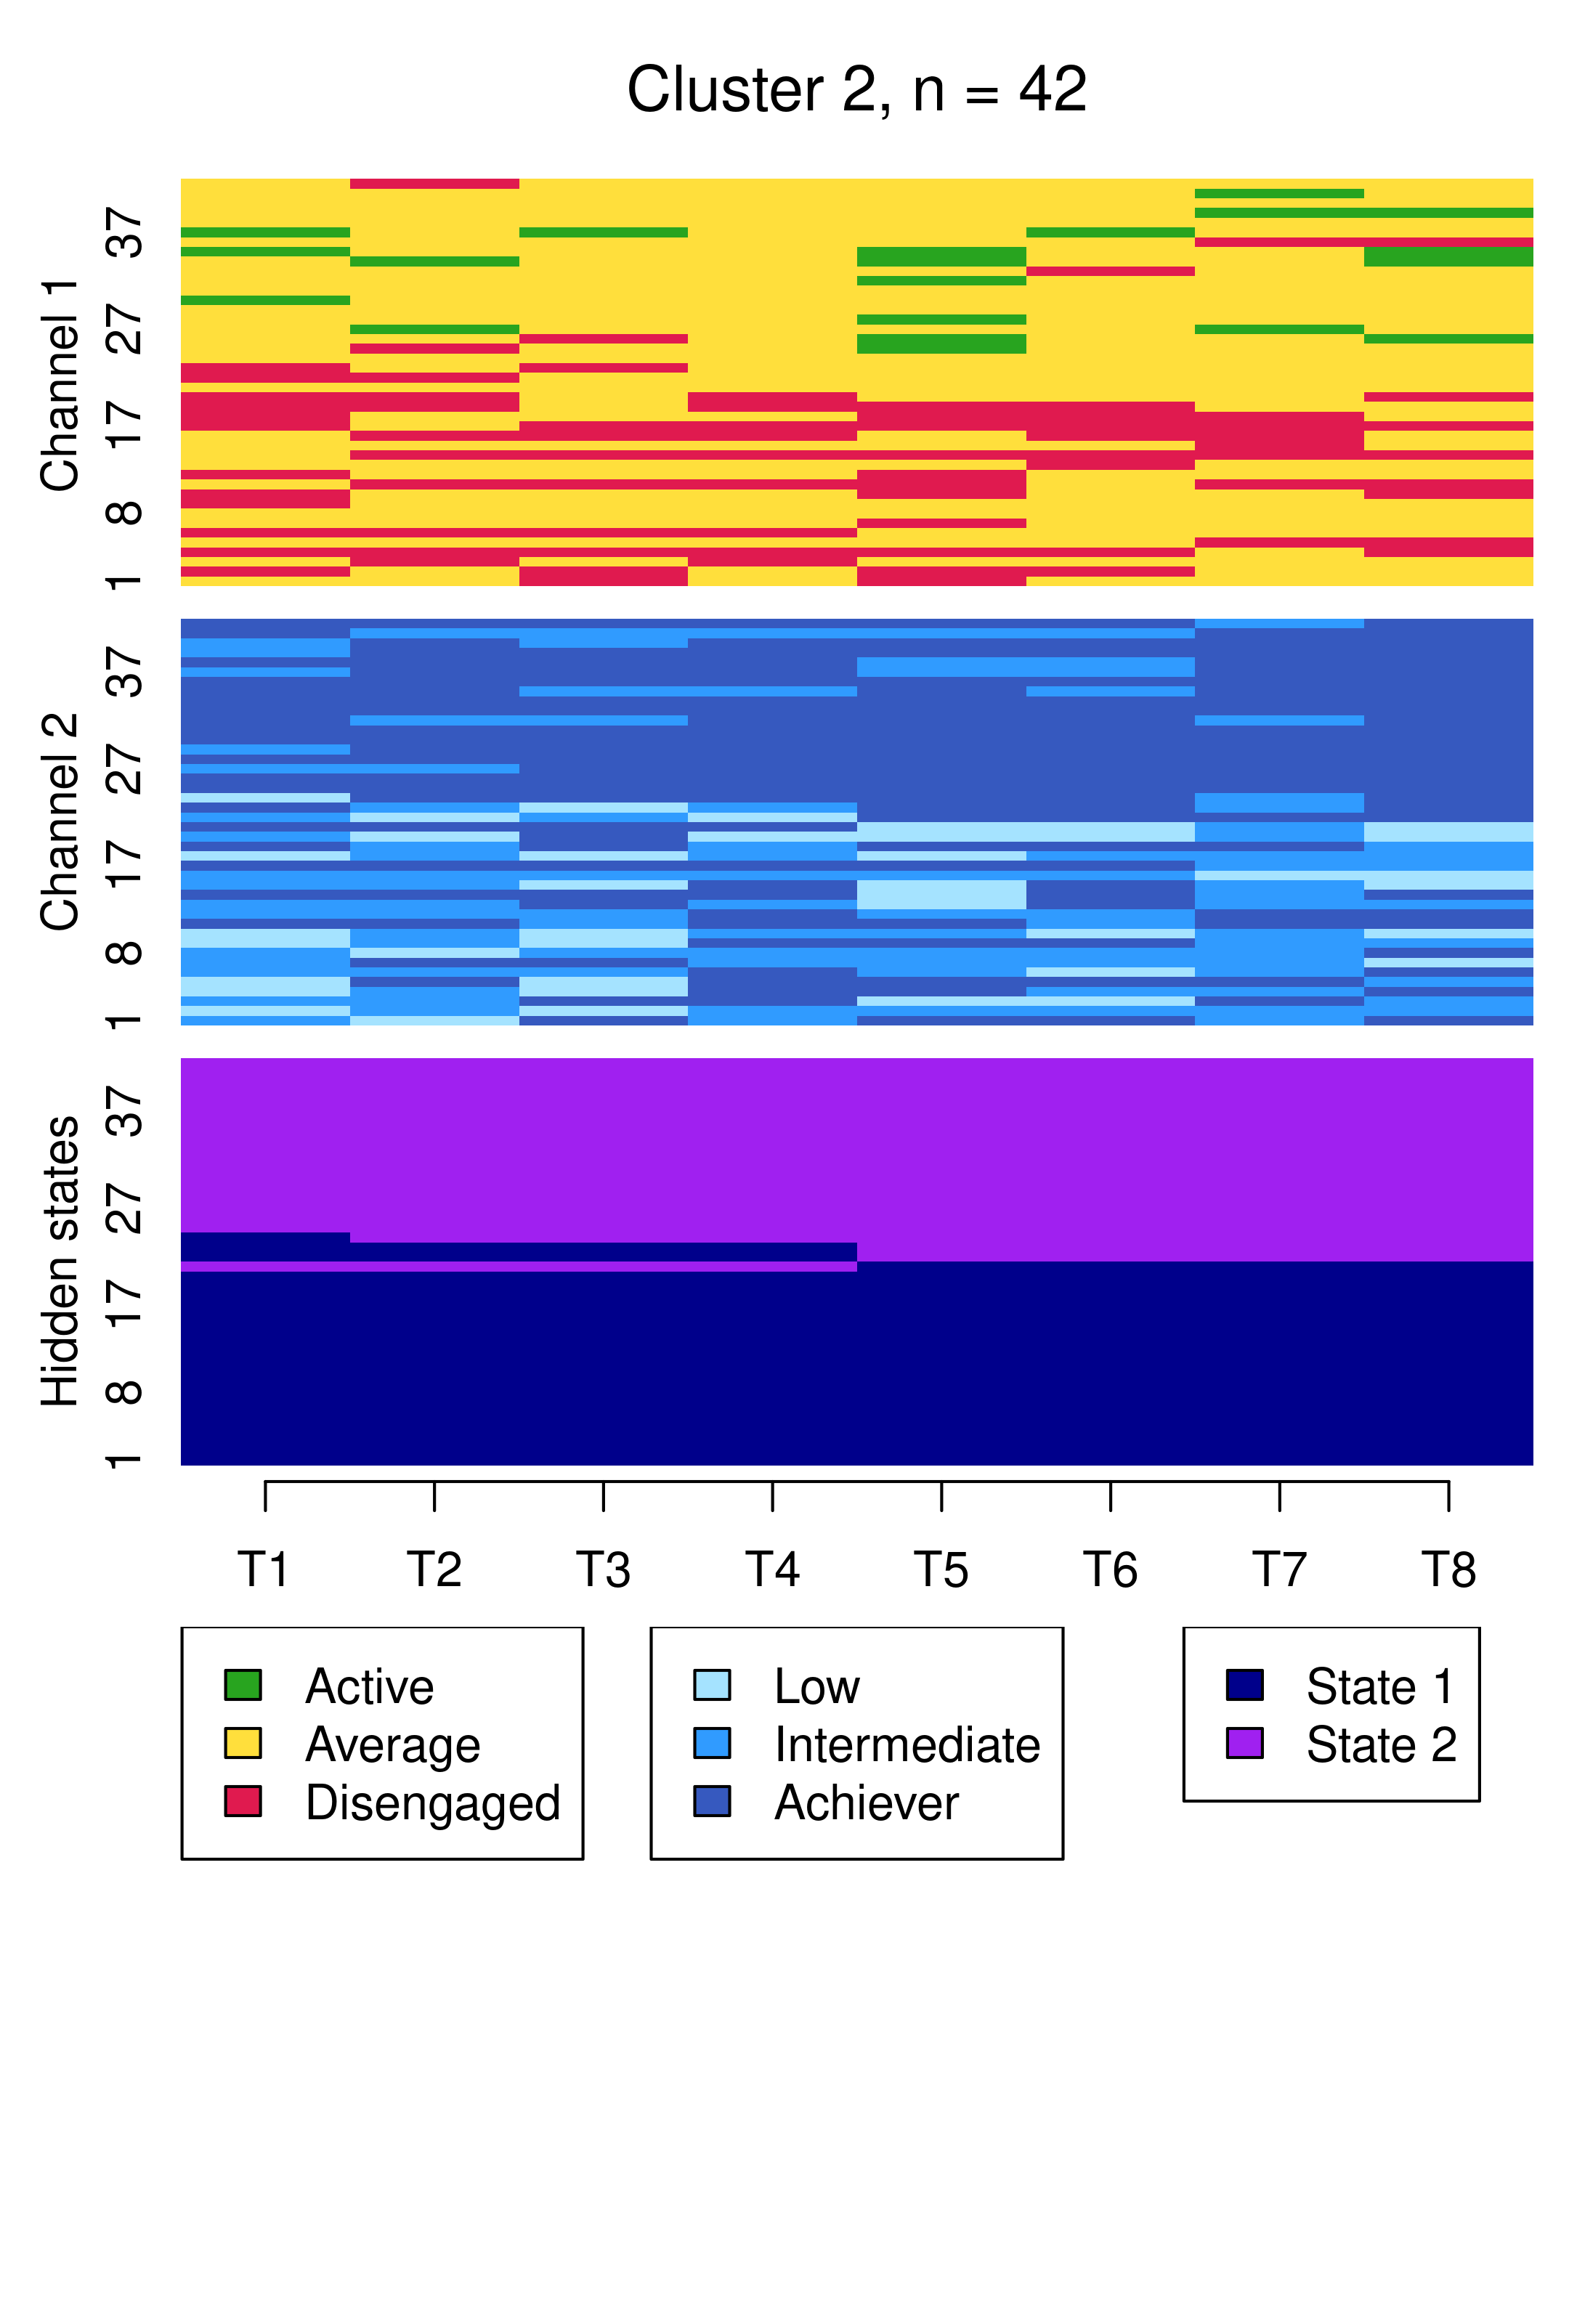 Cluster 2, n = 42
Channel 1
37
27
17
8
1
Channel 2
37
27
17
8
1
Hidden states
37
27
17
8
1
T1 T2 T3 T4 T5 T6 T7 T8
Active
Average
Disengaged
Low
Intermediate
Achiever
State 1
State 2